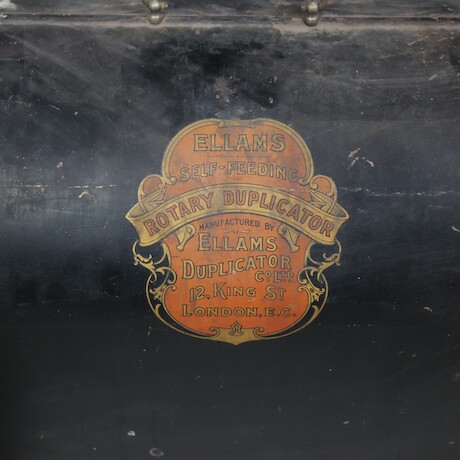 ELLAMS
SELF-FEEDING
ROTARY DUPLICATOR
MANUFACTURED BY
ELLAMS
DUPLICATOR
CO LTD.
12, KING ST
LONDON, E.C.